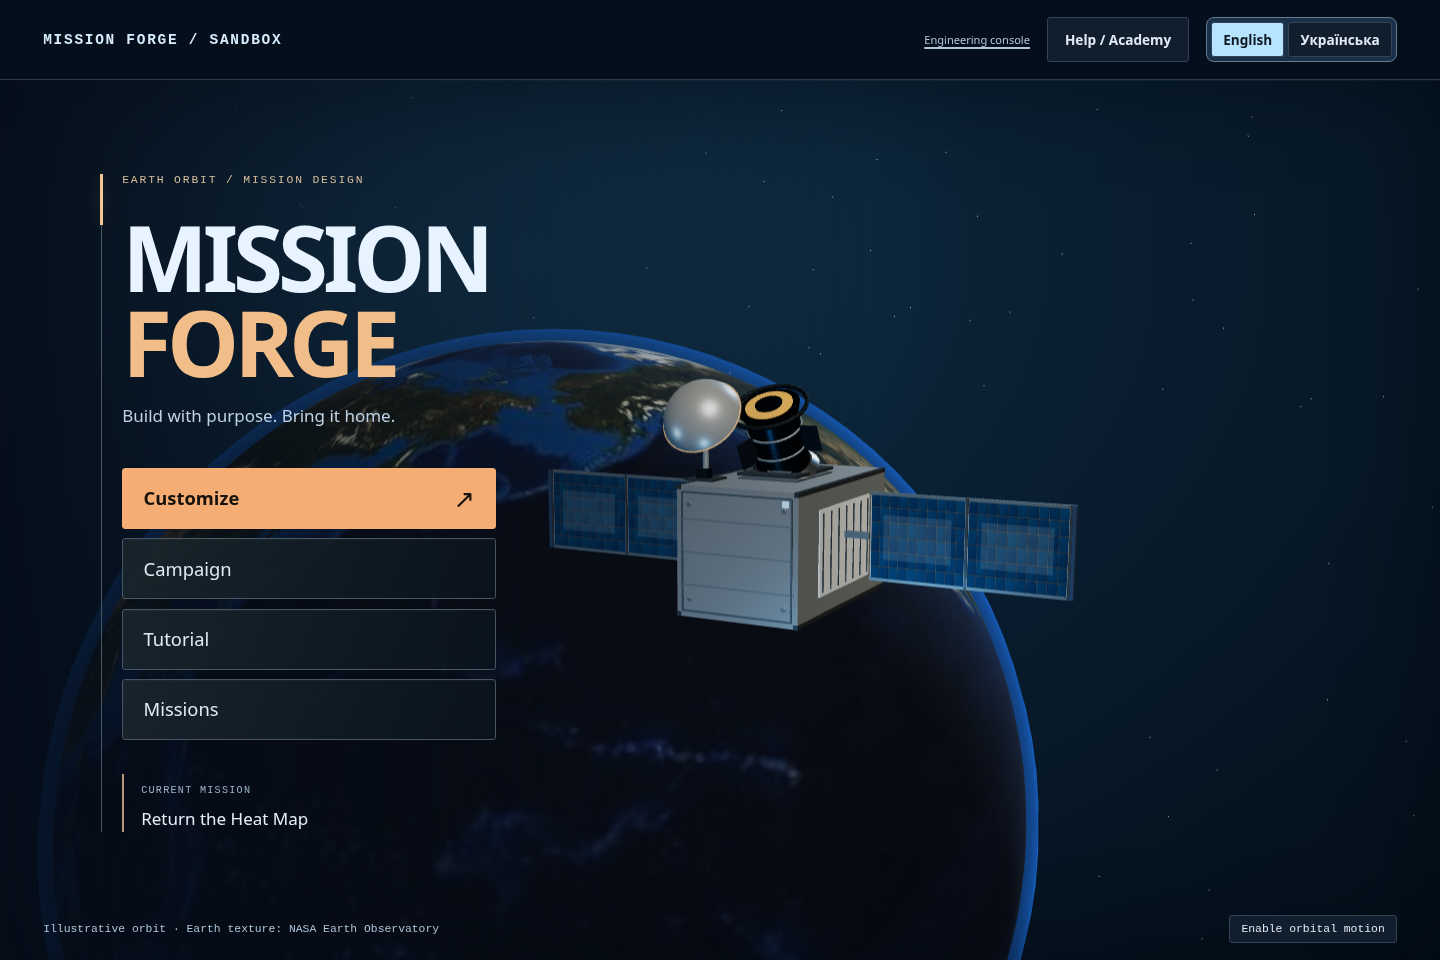 MISSION FORGE / SANDBOX
Engineering console
Help / Academy
English
Українська
EARTH ORBIT / MISSION DESIGN
MISSION
FORGE
Build with purpose. Bring it home.
Customize ↗
Campaign
Tutorial
Missions
CURRENT MISSION
Return the Heat Map
Illustrative orbit · Earth texture: NASA Earth Observatory
Enable orbital motion